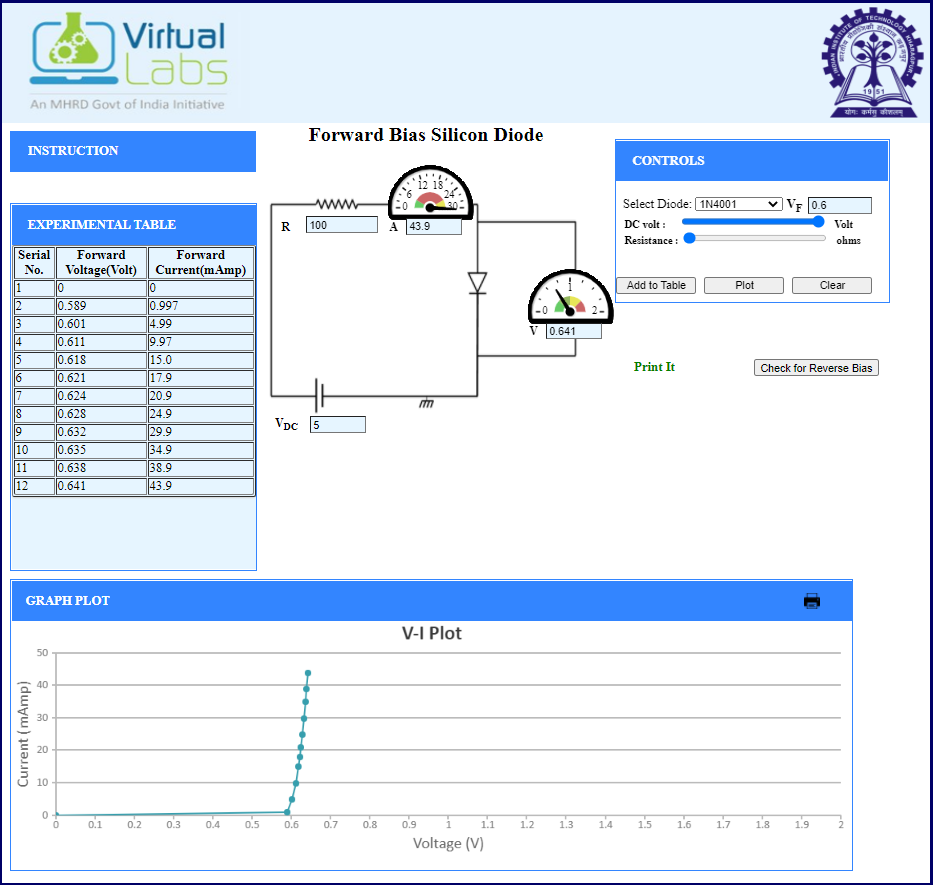 Virtual
Labs
An MHRD Govt of India Initiative
INDIAN INSTITUTE OF TECHNOLOGY KHARAGPUR
1951
योगः कर्मसु कौशलम्
INSTRUCTION
Forward Bias Silicon Diode
CONTROLS
Select Diode: 1N4001 VF 0.6
DC volt : Volt
Resistance : ohms
Add to Table Plot Clear
Print It Check for Reverse Bias
EXPERIMENTAL TABLE
Serial No. Forward Voltage(Volt) Forward Current(mAmp)
1 0 0
2 0.589 0.997
3 0.601 4.99
4 0.611 9.97
5 0.618 15.0
6 0.621 17.9
7 0.624 20.9
8 0.628 24.9
9 0.632 29.9
10 0.635 34.9
11 0.638 38.9
12 0.641 43.9
0 6 12 18 24 30
R 100 A 43.9
0 1 2
V 0.641
VDC 5
GRAPH PLOT
V-I Plot
Current (mAmp)
50
40
30
20
10
0
0 0.1 0.2 0.3 0.4 0.5 0.6 0.7 0.8 0.9 1 1.1 1.2 1.3 1.4 1.5 1.6 1.7 1.8 1.9 2
Voltage (V)